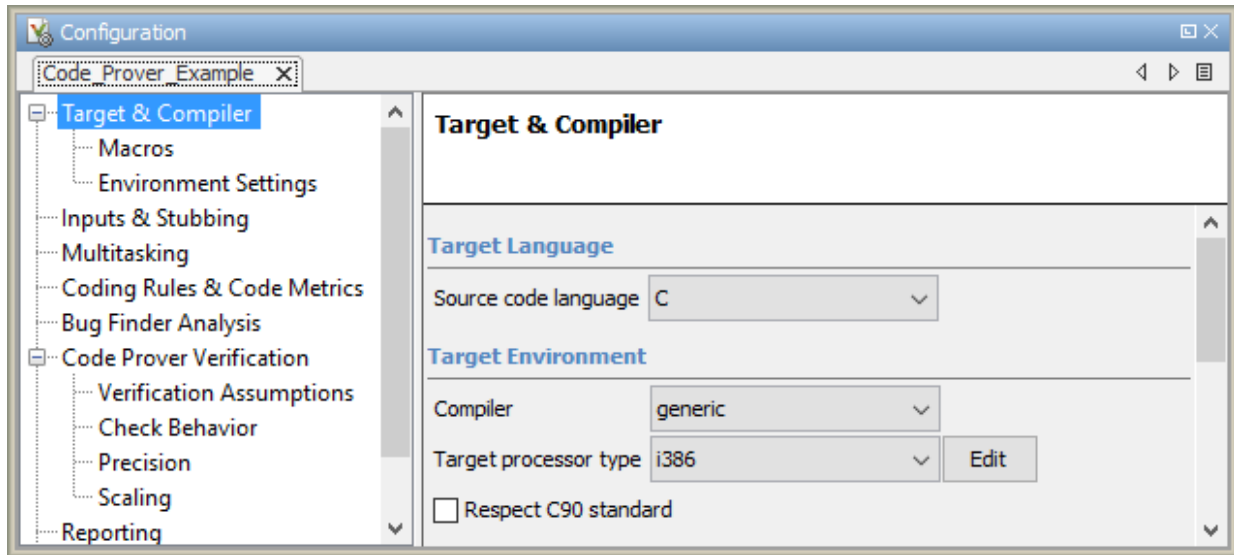 Configuration
Code_Prover_Example
Target & Compiler
Macros
Environment Settings
Inputs & Stubbing
Multitasking
Coding Rules & Code Metrics
Bug Finder Analysis
Code Prover Verification
Verification Assumptions
Check Behavior
Precision
Scaling
Reporting
Target & Compiler
Target Language
Source code language C
Target Environment
Compiler generic
Target processor type i386 Edit
Respect C90 standard